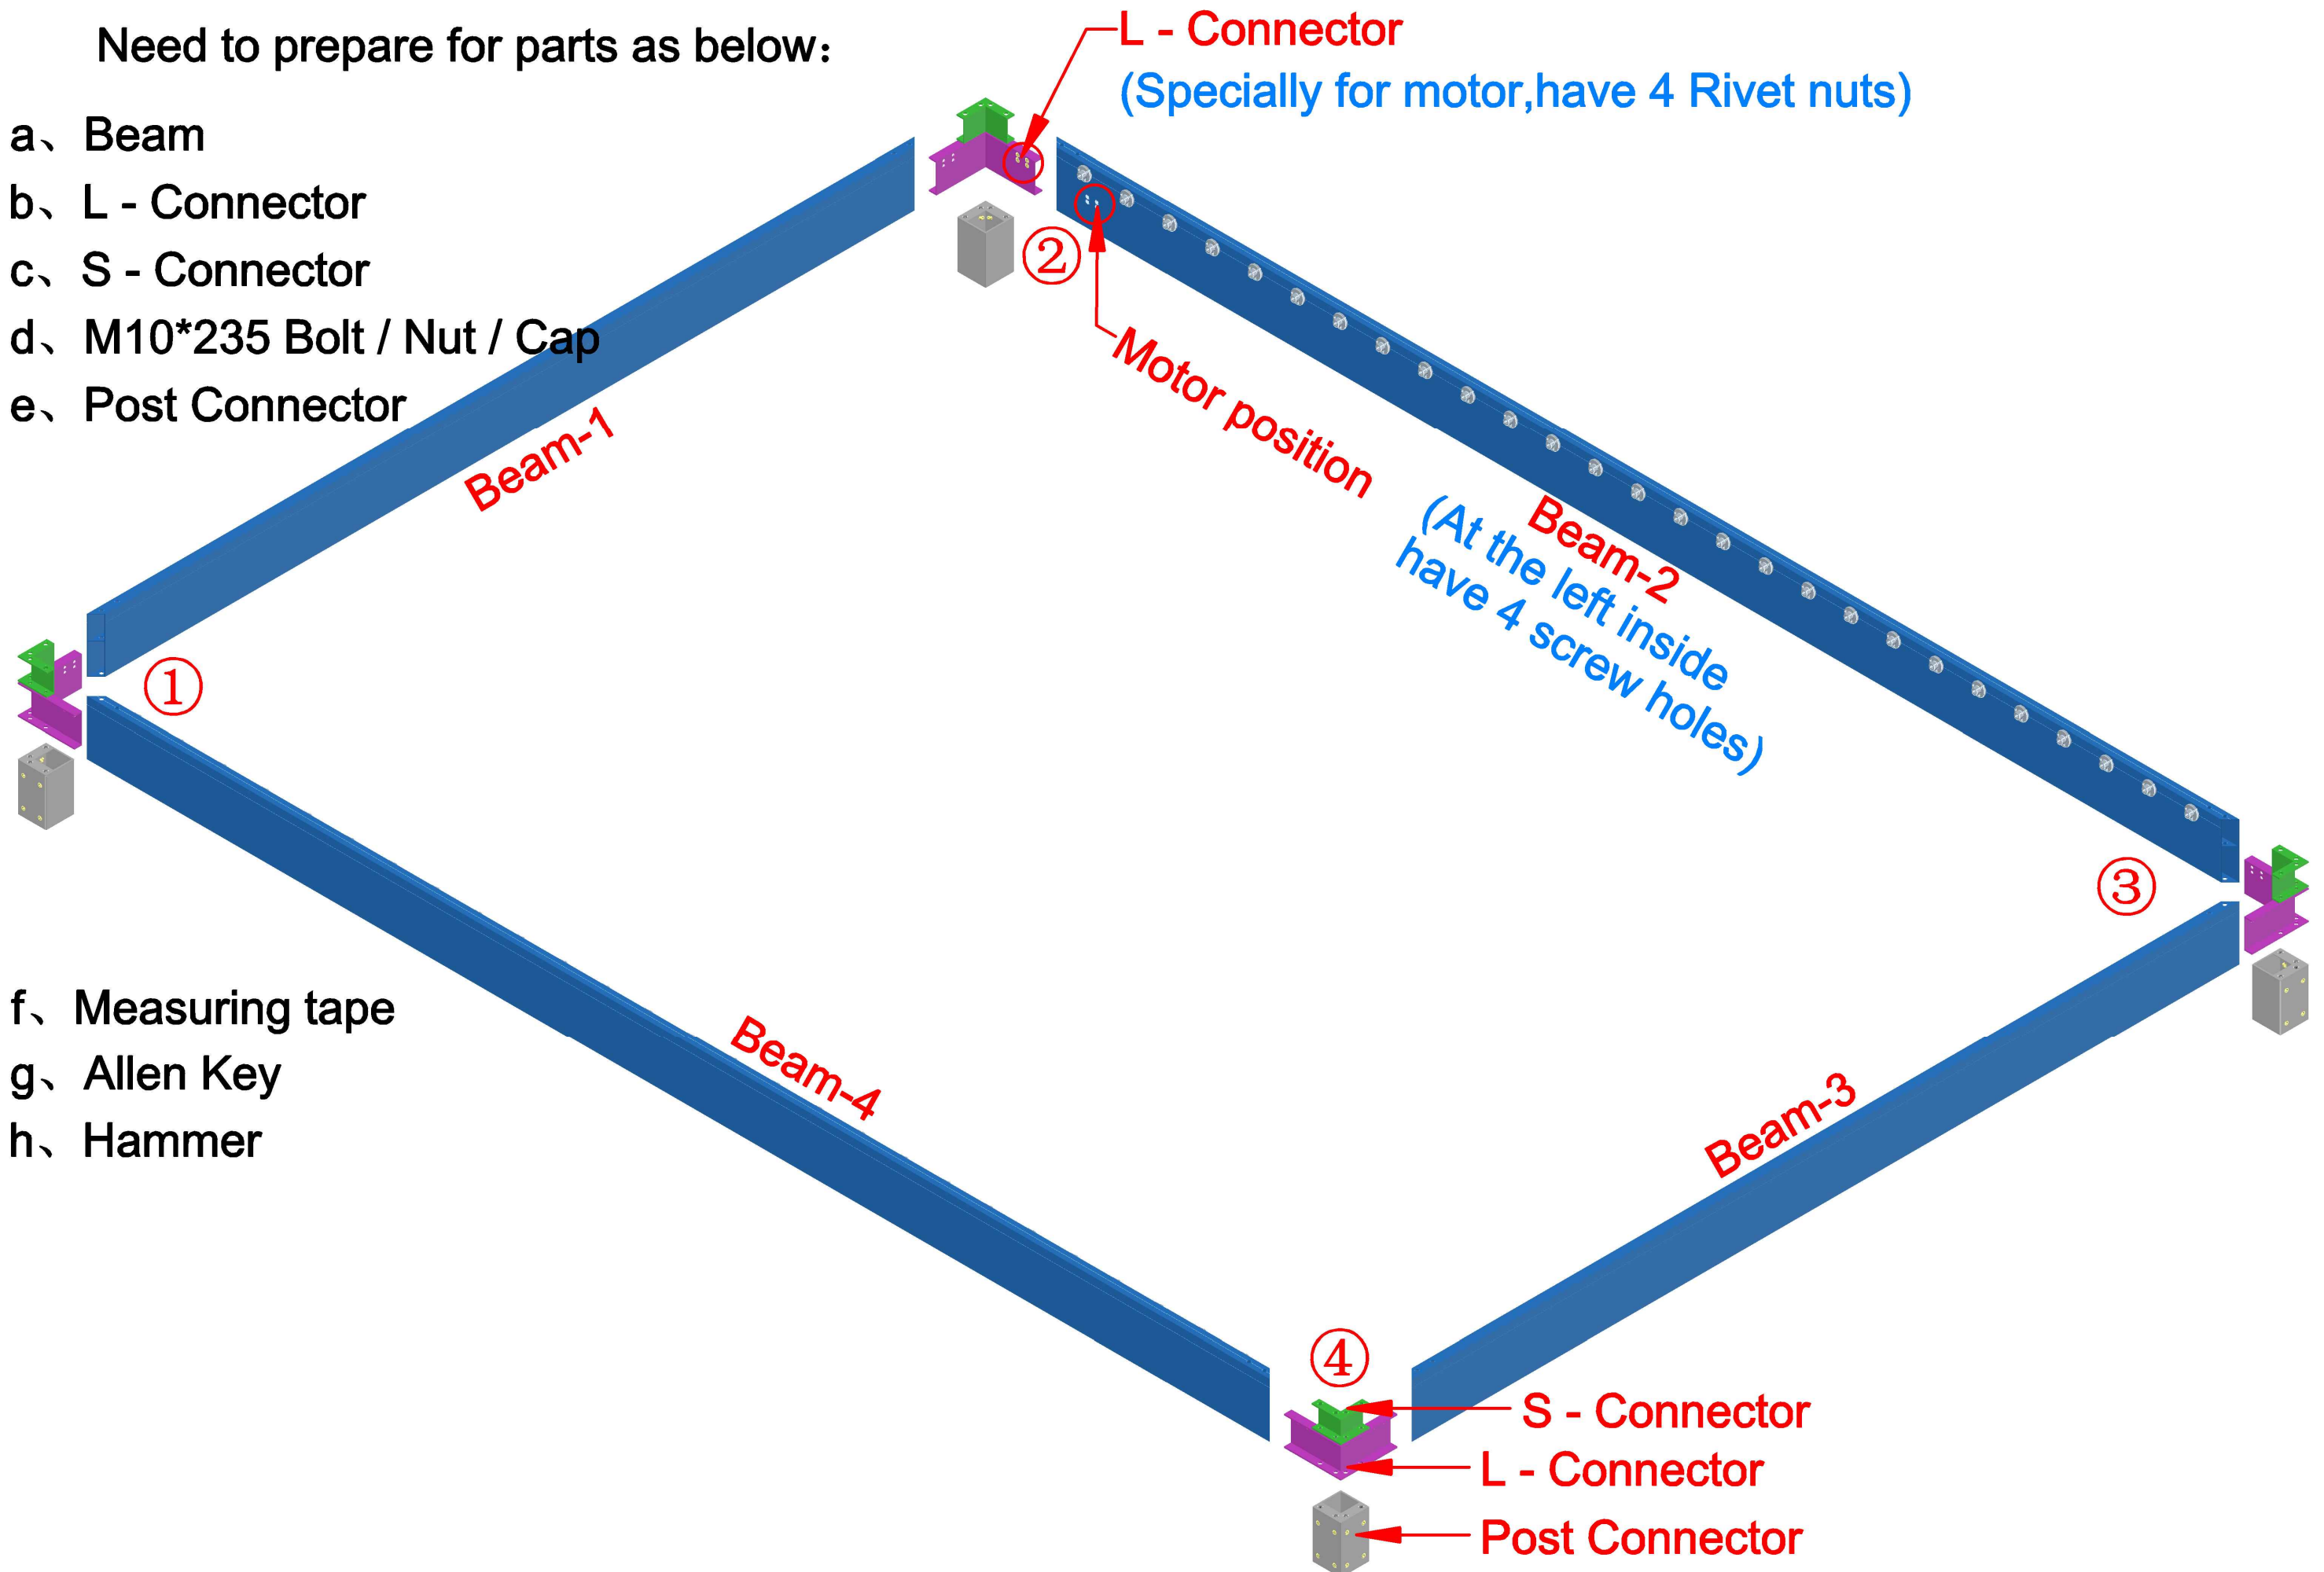 Need to prepare for parts as below：
a、Beam
b、L - Connector
c、S - Connector
d、M10*235 Bolt / Nut / Cap
e、Post Connector
f、Measuring tape
g、Allen Key
h、Hammer
L - Connector
(Specially for motor,have 4 Rivet nuts)
②
Motor position
Beam-1
Beam-2
(At the left inside
have 4 screw holes)
①
③
Beam-4
Beam-3
④
S - Connector
L - Connector
Post Connector